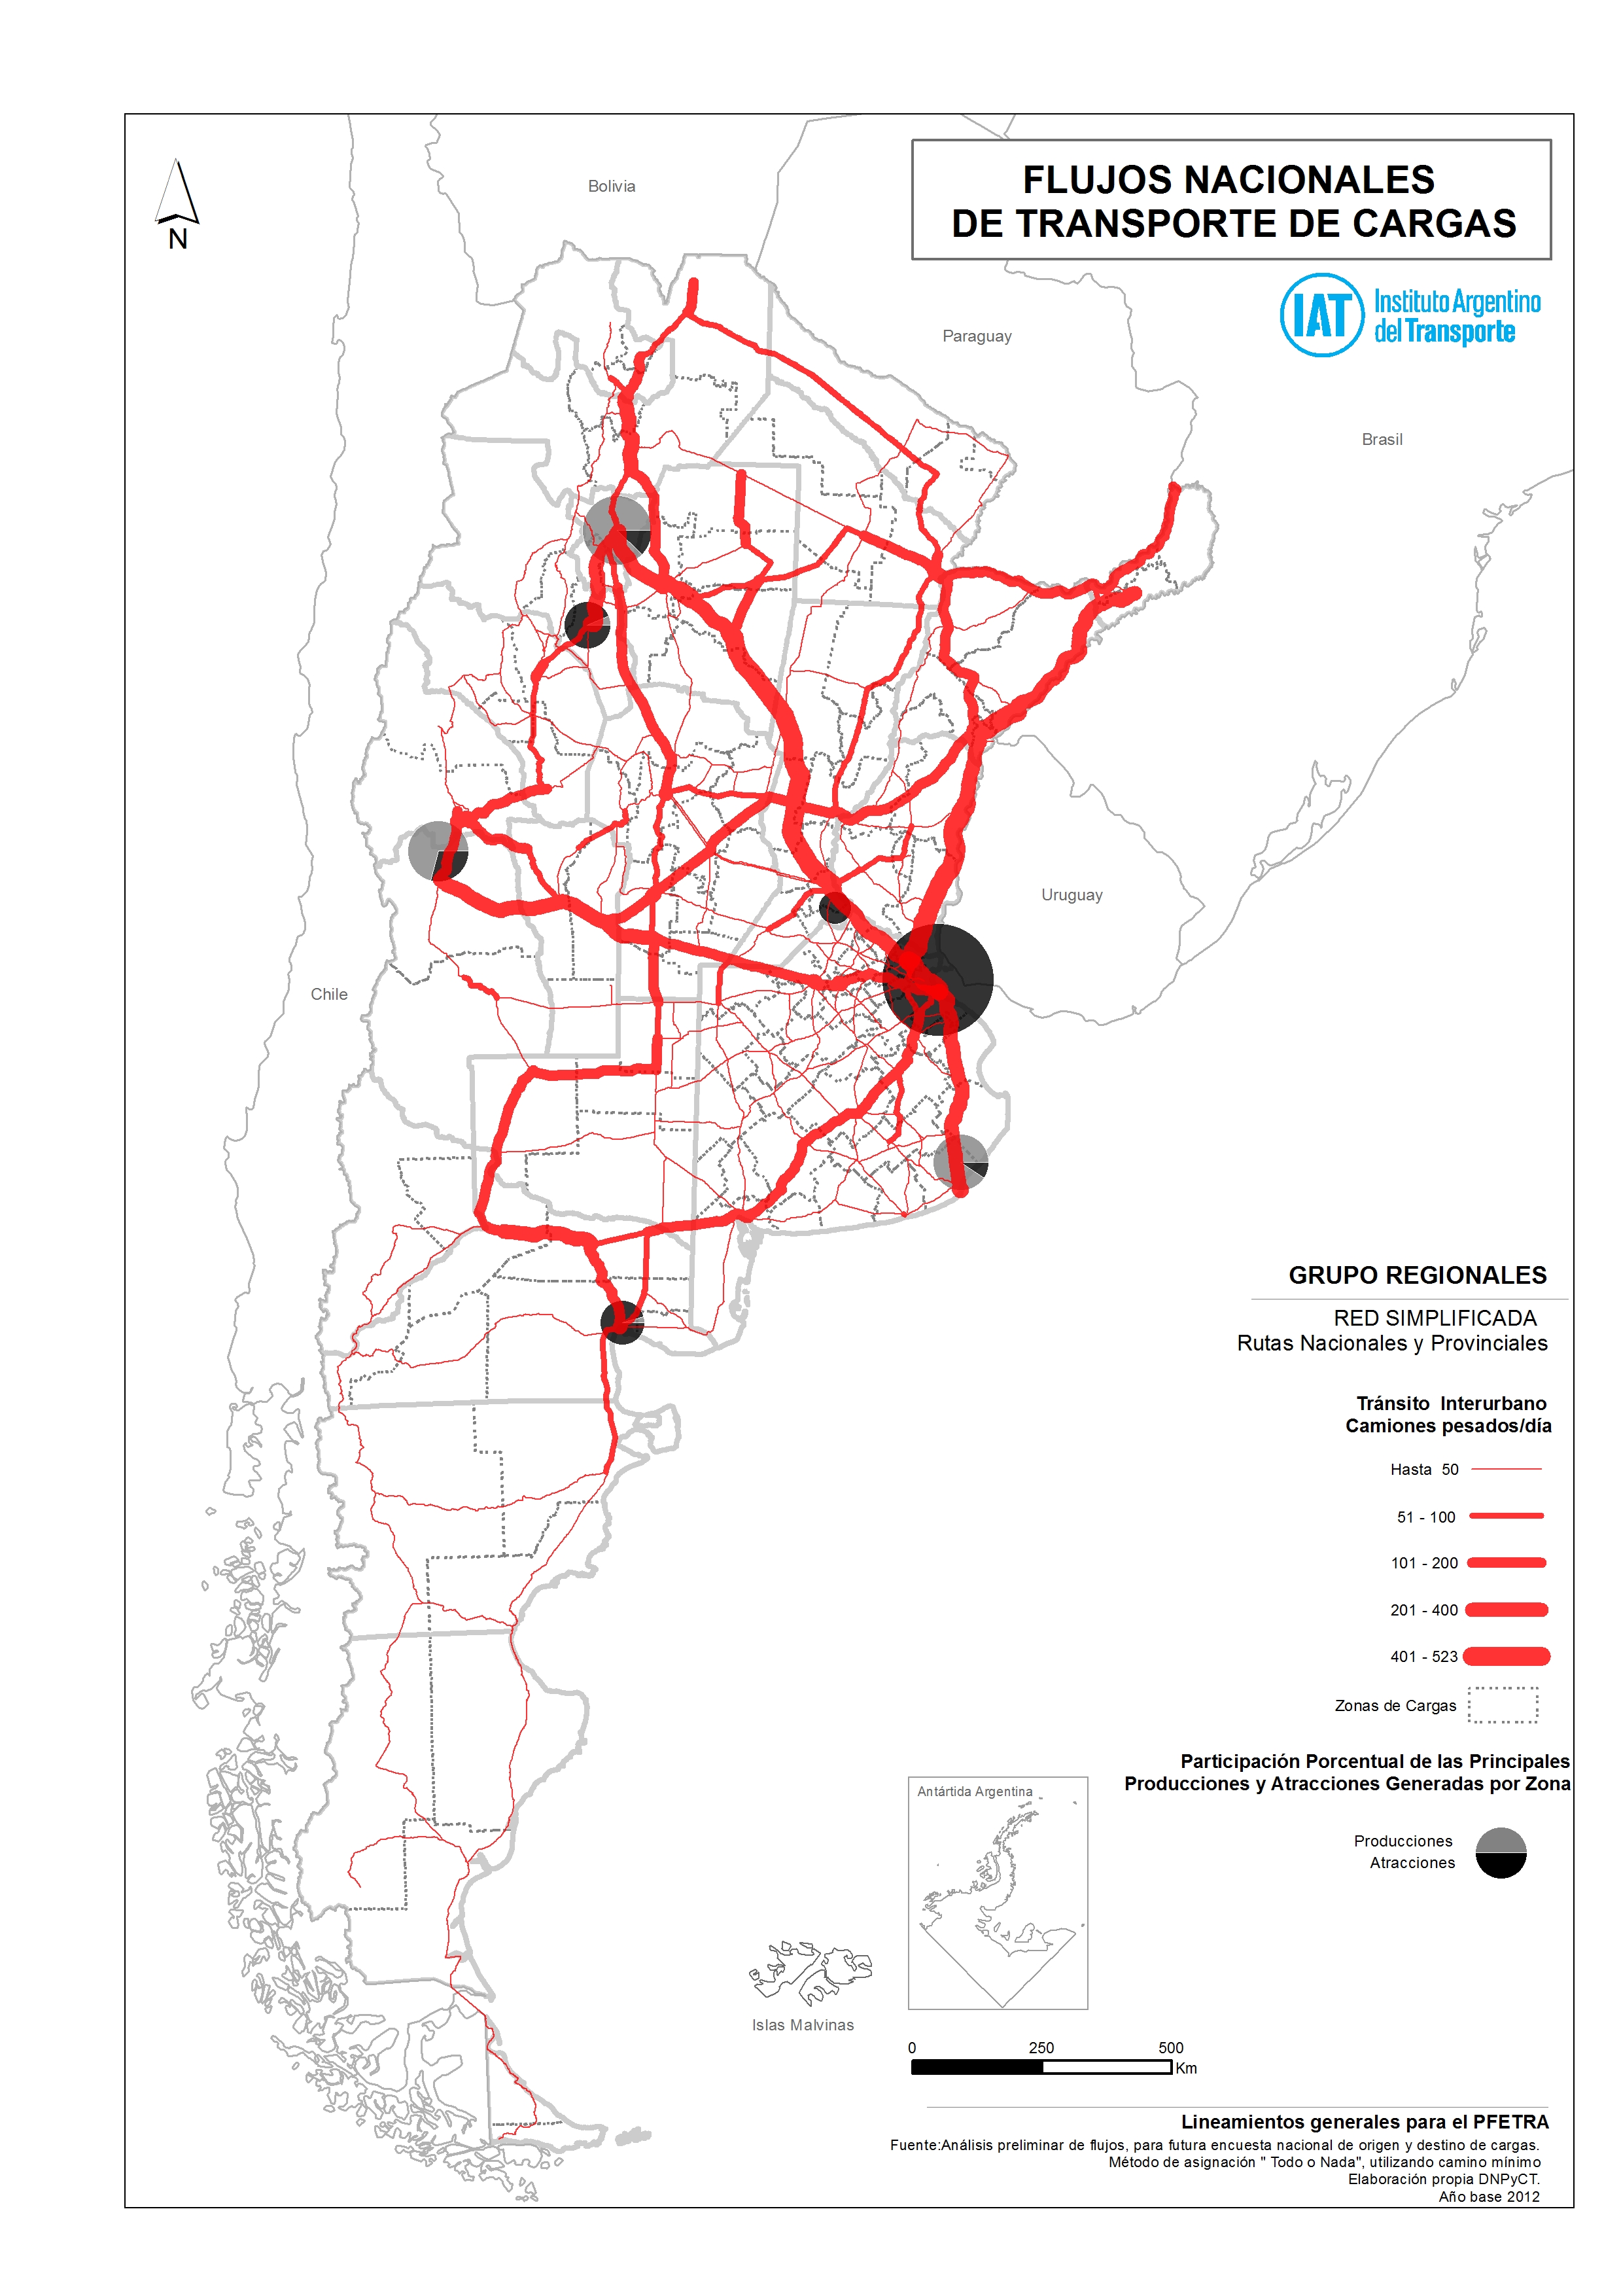 FLUJOS NACIONALES
DE TRANSPORTE DE CARGAS
N
Bolivia
IAT
Instituto Argentino
del Transporte
Paraguay
Brasil
Uruguay
Chile
GRUPO REGIONALES
RED SIMPLIFICADA
Rutas Nacionales y Provinciales
Tránsito Interurbano
Camiones pesados/día
Hasta 50
51 - 100
101 - 200
201 - 400
401 - 523
Zonas de Cargas
Participación Porcentual de las Principales
Producciones y Atracciones Generadas por Zona
Producciones
Atracciones
Antártida Argentina
Islas Malvinas
0 250 500
Km
Lineamientos generales para el PFETRA
Fuente:Análisis preliminar de flujos, para futura encuesta nacional de origen y destino de cargas.
Método de asignación " Todo o Nada", utilizando camino mínimo
Elaboración propia DNPyCT.
Año base 2012